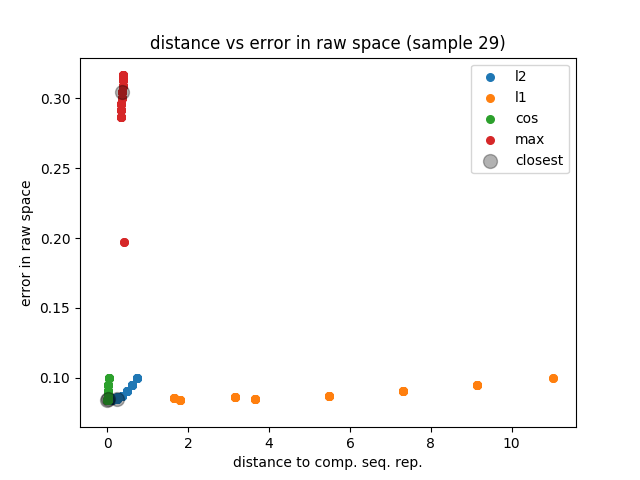 distance vs error in raw space (sample 29)
l2
l1
cos
max
closest
error in raw space
0.30
0.25
0.20
0.15
0.10
0 2 4 6 8 10
distance to comp. seq. rep.